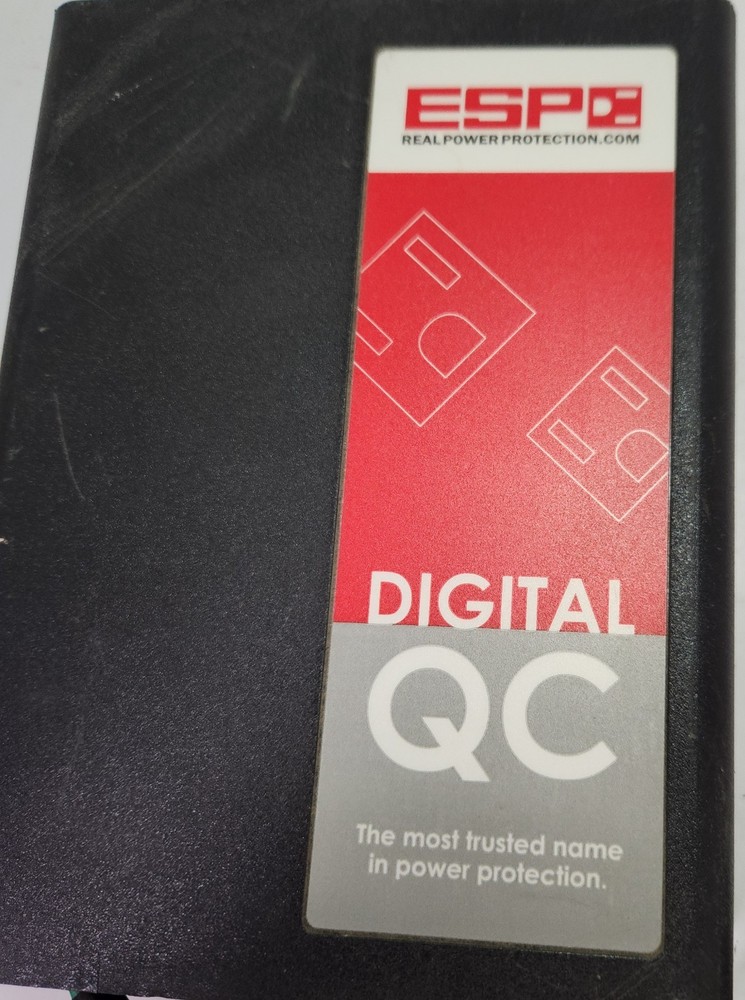 ESP
REALPOWERPROTECTION.COM
DIGITAL
QC
The most trusted name
in power protection.